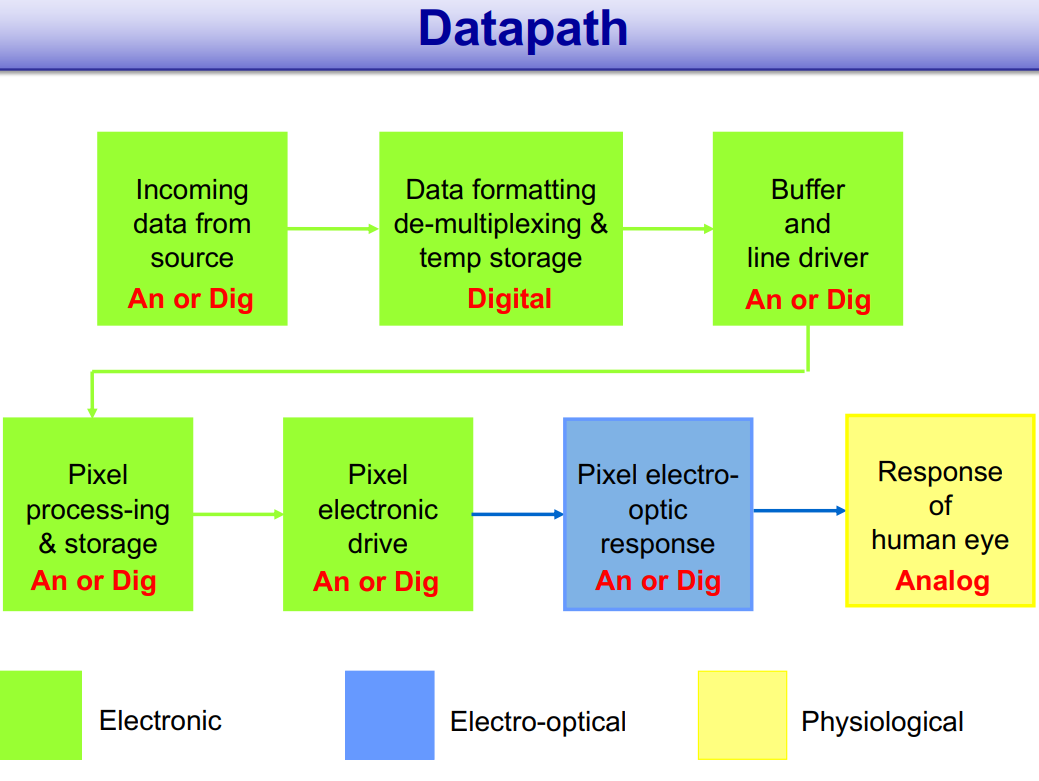 Datapath
Incoming
data from
source
An or Dig
Data formatting
de-multiplexing &
temp storage
Digital
Buffer
and
line driver
An or Dig
Pixel
process-ing
& storage
An or Dig
Pixel
electronic
drive
An or Dig
Pixel electro-
optic
response
An or Dig
Response
of
human eye
Analog
Electronic
Electro-optical
Physiological